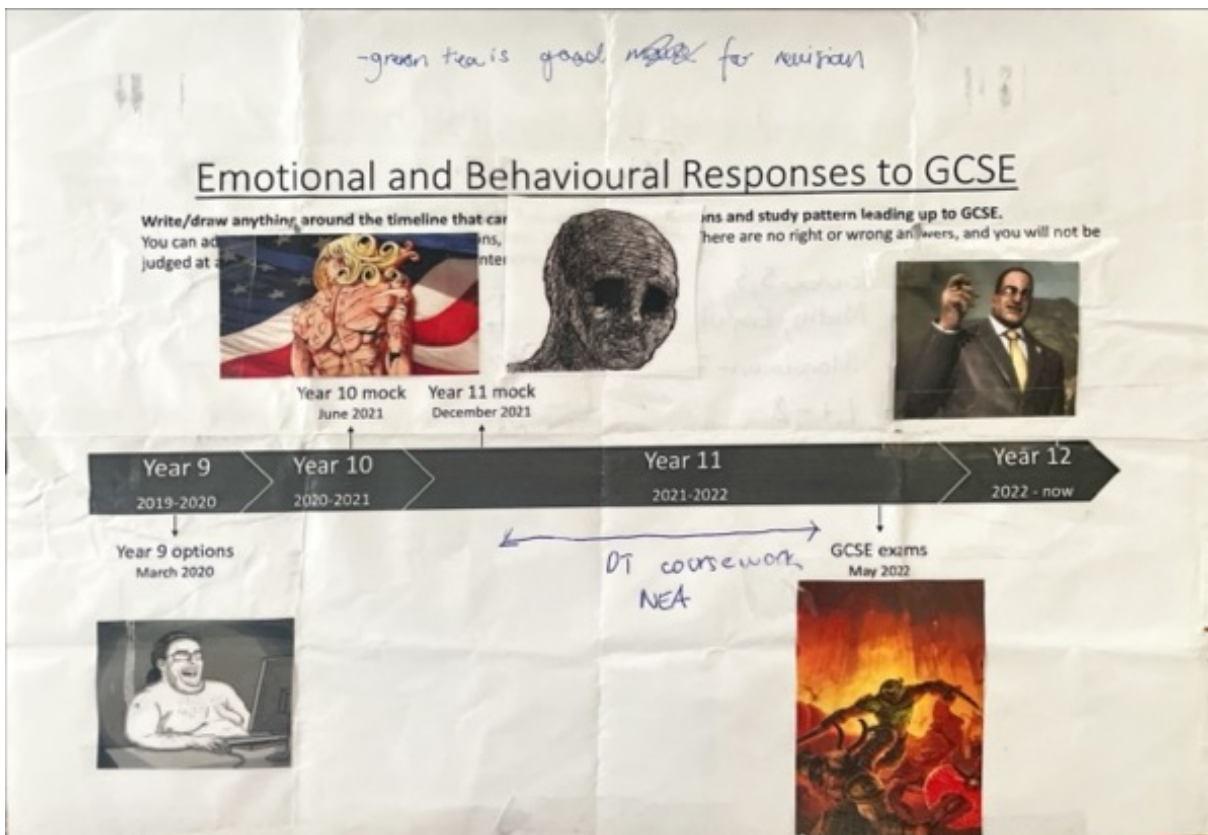 -green tea is good for revision
Emotional and Behavioural Responses to GCSE
Write/draw anything around the timeline that can ns and study pattern leading up to GCSE.
You can ad ns, here are no right or wrong answers, and you will not be
judged at a nter
Year 10 mock
June 2021
Year 11 mock
December 2021
Year 9
2019-2020
Year 10
2020-2021
Year 11
2021-2022
Year 12
2022 - now
Year 9 options
March 2020
DT coursework
NEA
GCSE exams
May 2022